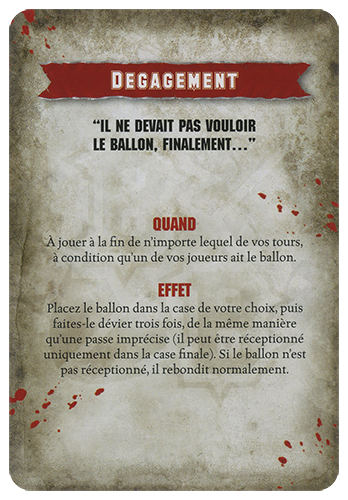 DEGAGEMENT
“IL NE DEVAIT PAS VOULOIR
LE BALLON, FINALEMENT...”
QUAND
À jouer à la fin de n’importe lequel de vos tours,
à condition qu’un de vos joueurs ait le ballon.
EFFET
Placez le ballon dans la case de votre choix, puis
faites-le dévier trois fois, de la même manière
qu’une passe imprécise (il peut être réceptionné
uniquement dans la case finale). Si le ballon n’est
pas réceptionné, il rebondit normalement.